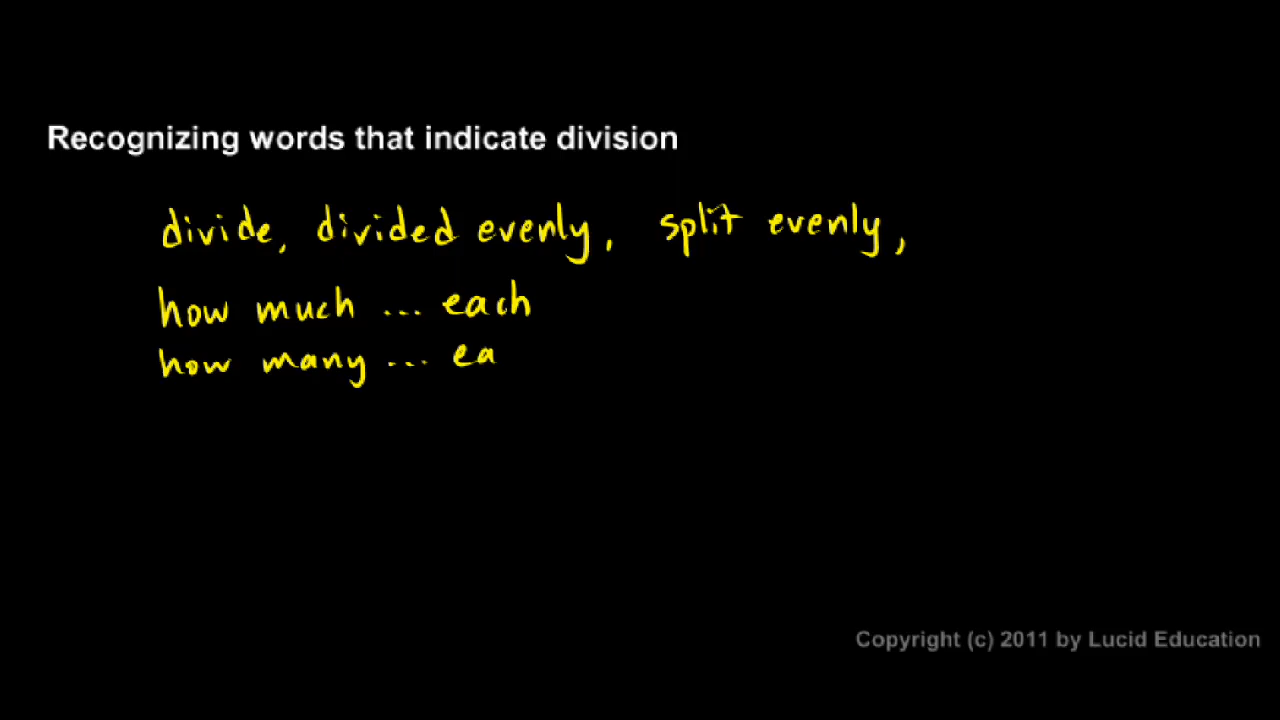 Recognizing words that indicate division
divide, divided evenly, split evenly,
how much ... each
how many ... ea
Copyright (c) 2011 by Lucid Education